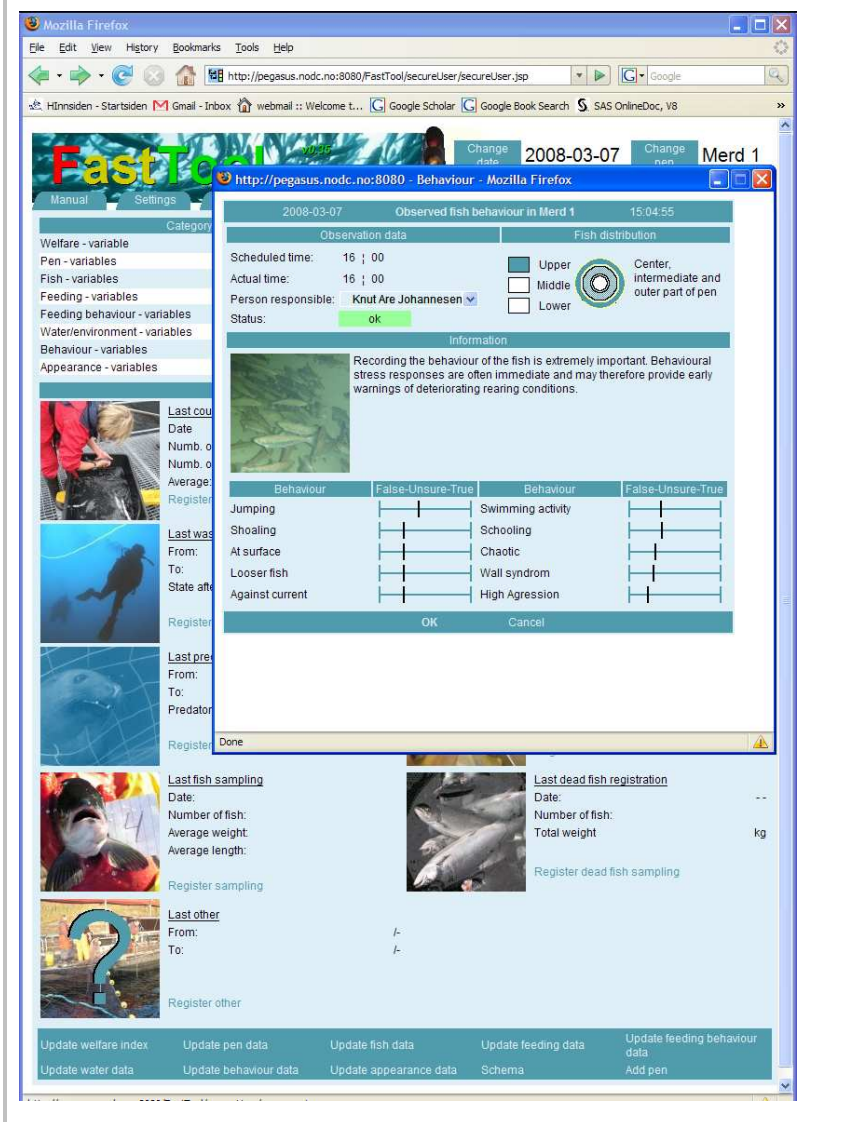 Mozilla Firefox
File Edit View History Bookmarks Tools Help
http://pegasus.nodc.no:8080/FastTool/secureUser/secureUser.jsp
Google
HInnsiden - Startsiden Gmail - Inbox webmail :: Welcome t... Google Scholar Google Book Search SAS OnlineDoc, V8 »
Change date 2008-03-07 Change pen Merd 1
Manual Settings
Category
Welfare - variable
Pen - variables
Fish - variables
Feeding - variables
Feeding behaviour - variables
Water/environment - variables
Behaviour - variables
Appearance - variables
http://pegasus.nodc.no:8080 - Behaviour - Mozilla Firefox
2008-03-07 Observed fish behaviour in Merd 1 15:04:55
Observation data Fish distribution
Scheduled time: 16 ¦ 00
Actual time: 16 ¦ 00
Person responsible: Knut Are Johannesen
Status: ok
Upper
Middle
Lower
Center,
intermediate and
outer part of pen
Information
Recording the behaviour of the fish is extremely important. Behavioural
stress responses are often immediate and may therefore provide early
warnings of deteriorating rearing conditions.
Behaviour False-Unsure-True Behaviour False-Unsure-True
Jumping Swimming activity
Shoaling Schooling
At surface Chaotic
Looser fish Wall syndrom
Against current High Agression
OK Cancel
Done
Last cou
Date
Numb. o
Numb. o
Average:
Register
Last was
From:
To:
State afte
Register
Last pre
From:
To:
Predator
Register
Last fish sampling
Date:
Number of fish:
Average weight:
Average length:
Register sampling
Last dead fish registration
Date: - -
Number of fish:
Total weight kg
Register dead fish sampling
Last other
From: /-
To: /-
Register other
Update welfare index Update pen data Update fish data Update feeding data Update feeding behaviour data
Update water data Update behaviour data Update appearance data Schema Add pen